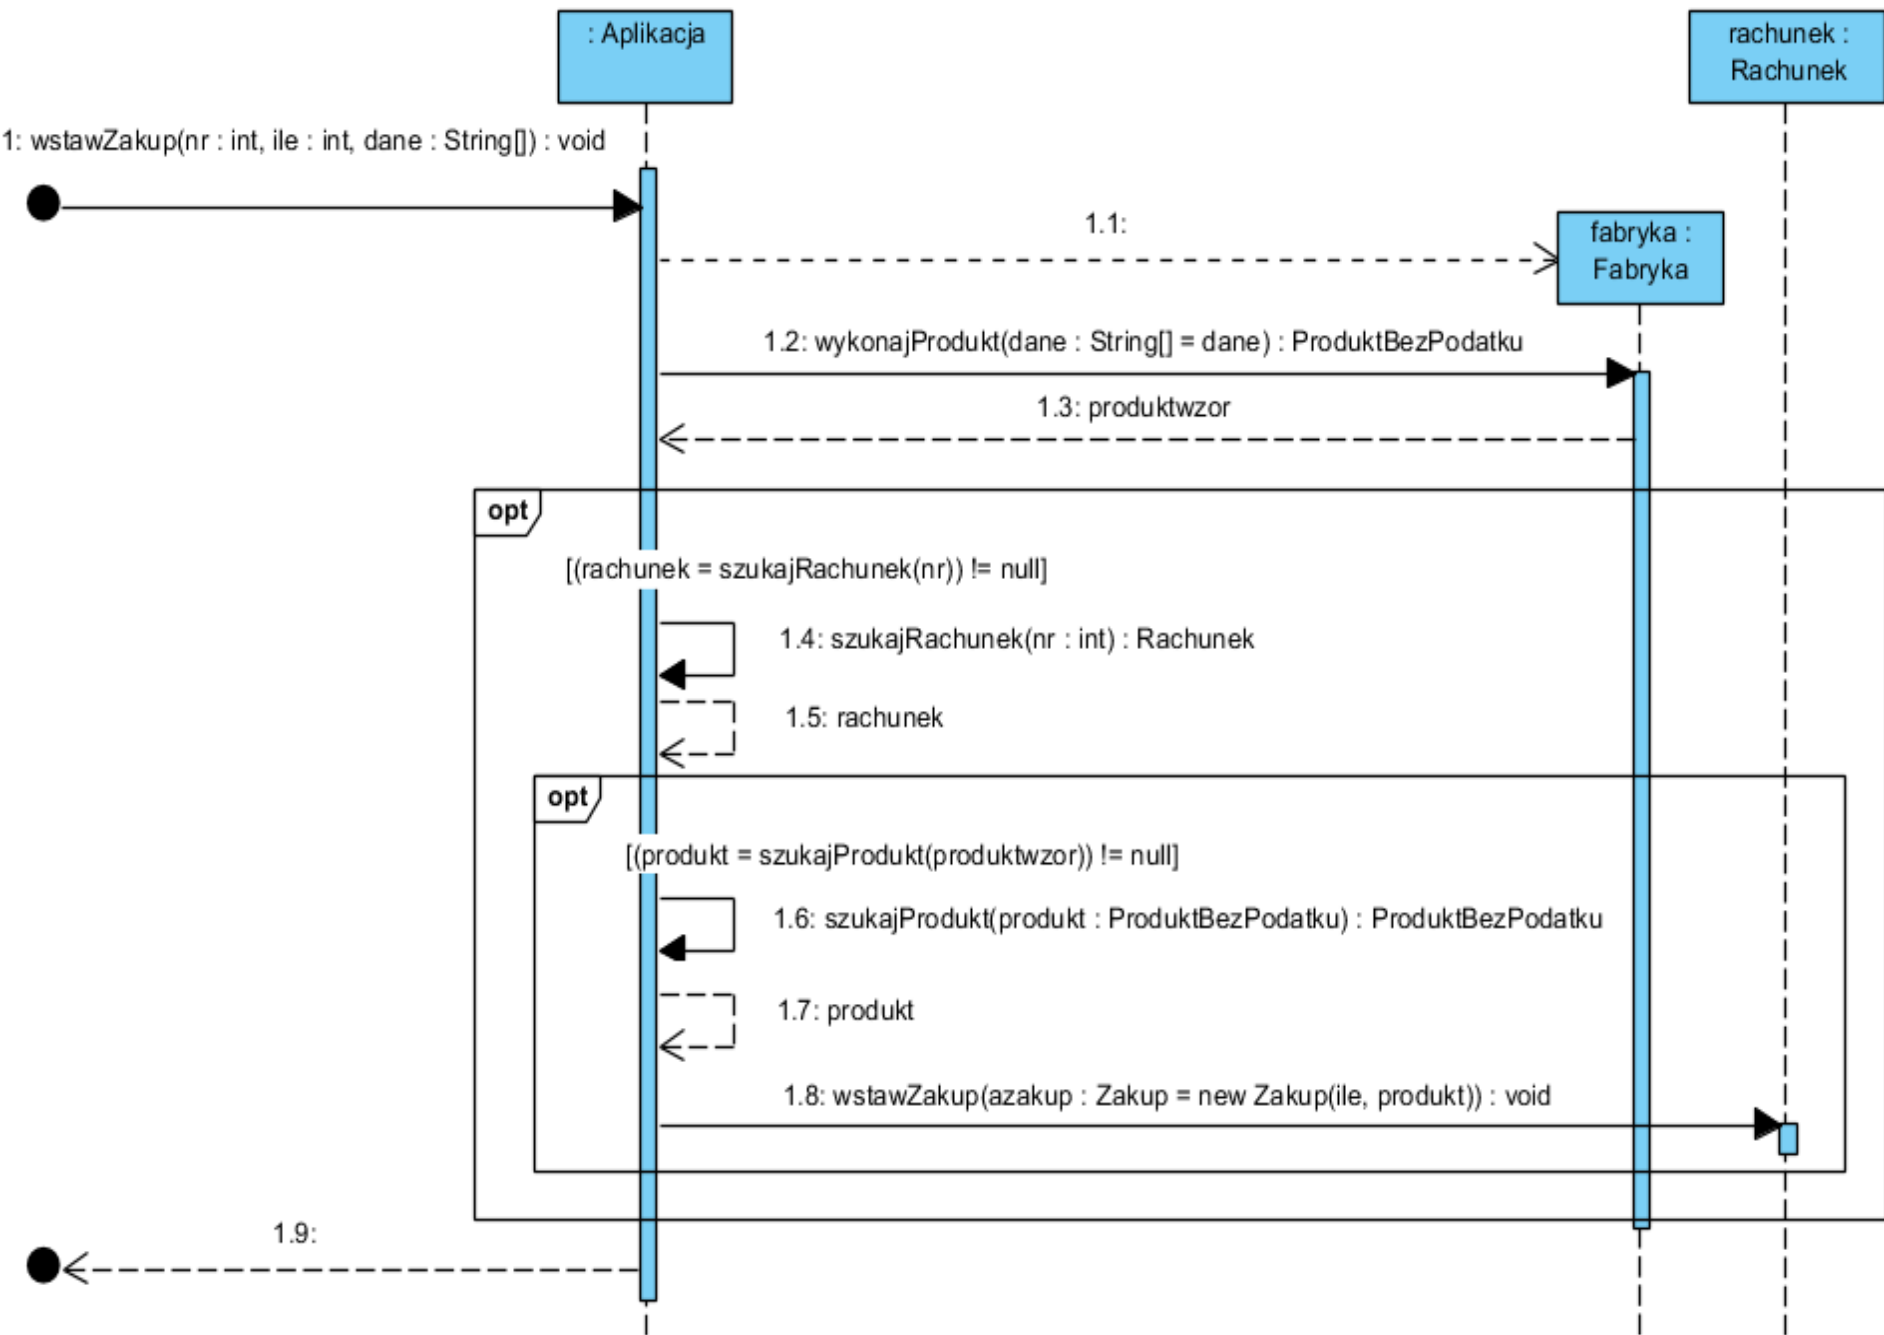 : Aplikacja
rachunek :
Rachunek
1: wstawZakup(nr : int, ile : int, dane : String[]) : void
1.1:
fabryka :
Fabryka
1.2: wykonajProdukt(dane : String[] = dane) : ProduktBezPodatku
1.3: produktwzor
opt
[(rachunek = szukajRachunek(nr)) != null]
1.4: szukajRachunek(nr : int) : Rachunek
1.5: rachunek
opt
[(produkt = szukajProdukt(produktwzor)) != null]
1.6: szukajProdukt(produkt : ProduktBezPodatku) : ProduktBezPodatku
1.7: produkt
1.8: wstawZakup(azakup : Zakup = new Zakup(ile, produkt)) : void
1.9: